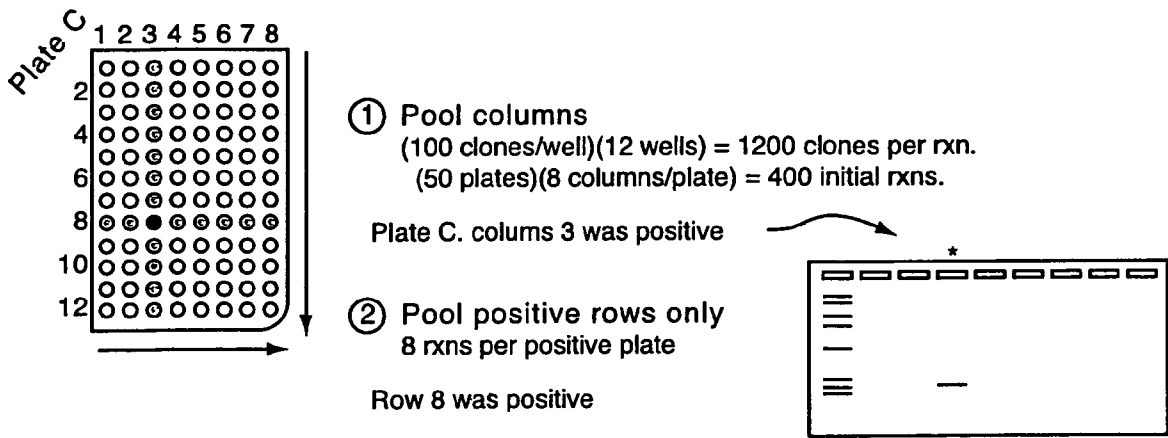 Plate C
1 2 3 4 5 6 7 8
2
4
6
8
10
12
① Pool columns
(100 clones/well)(12 wells) = 1200 clones per rxn.
(50 plates)(8 columns/plate) = 400 initial rxns.
Plate C. colums 3 was positive
*
② Pool positive rows only
8 rxns per positive plate
Row 8 was positive